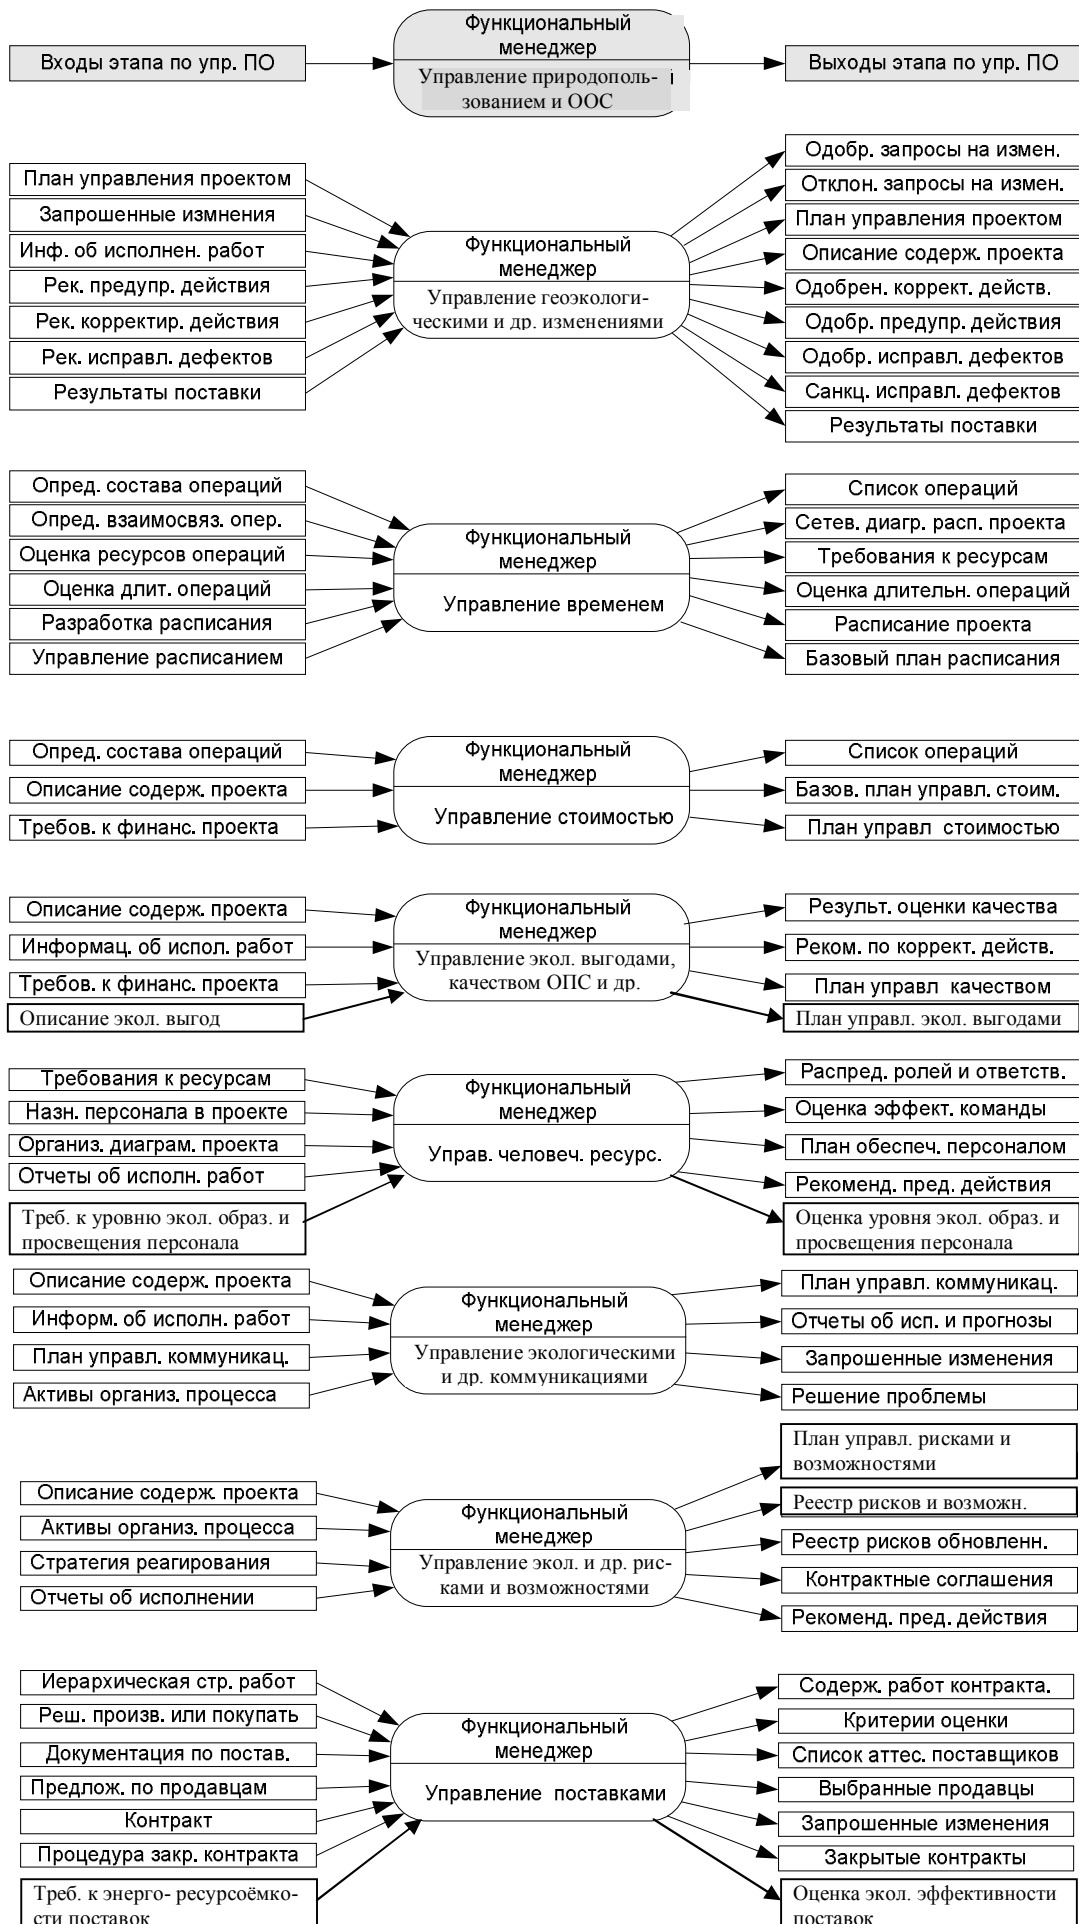 Входы этапа по упр. ПО
Функциональный
менеджер
Управление природополь-
зованием и ООС
Выходы этапа по упр. ПО
План управления проектом
Запрошенные измнения
Инф. об исполнен. работ
Рек. предупр. действия
Рек. корректир. действия
Рек. исправл. дефектов
Результаты поставки
Функциональный
менеджер
Управление геоэкологи-
ческими и др. изменениями
Одобр. запросы на измен.
Отклон. запросы на измен.
План управления проектом
Описание содерж. проекта
Одобрен. коррект. действ.
Одобр. предупр. действия
Одобр. исправл. дефектов
Санкц. исправл. дефектов
Результаты поставки
Опред. состава операций
Опред. взаимосвяз. опер.
Оценка ресурсов операций
Оценка длит. операций
Разработка расписания
Управление расписанием
Функциональный
менеджер
Управление временем
Список операций
Сетев. диагр. расп. проекта
Требования к ресурсам
Оценка длительн. операций
Расписание проекта
Базовый план расписания
Опред. состава операций
Описание содерж. проекта
Требов. к финанс. проекта
Функциональный
менеджер
Управление стоимостью
Список операций
Базов. план управл. стоим.
План управл стоимостью
Описание содерж. проекта
Информац. об испол. работ
Требов. к финанс. проекта
Описание экол. выгод
Функциональный
менеджер
Управление экол. выгодами,
качеством ОПС и др.
Результ. оценки качества
Реком. по коррект. действ.
План управл качеством
План управл. экол. выгодами
Требования к ресурсам
Назн. персонала в проекте
Организ. диаграм. проекта
Отчеты об исполн. работ
Треб. к уровню экол. образ. и
просвещения персонала
Функциональный
менеджер
Управ. человеч. ресурс.
Распред. ролей и ответств.
Оценка эффект. команды
План обеспеч. персоналом
Рекоменд. пред. действия
Оценка уровня экол. образ. и
просвещения персонала
Описание содерж. проекта
Информ. об исполн. работ
План управл. коммуникац.
Активы организ. процесса
Функциональный
менеджер
Управление экологическими
и др. коммуникациями
План управл. коммуникац.
Отчеты об исп. и прогнозы
Запрошенные изменения
Решение проблемы
Описание содерж. проекта
Активы организ. процесса
Стратегия реагирования
Отчеты об исполнении
Функциональный
менеджер
Управление экол. и др. рис-
ками и возможностями
План управл. рисками и
возможностями
Реестр рисков и возможн.
Реестр рисков обновленн.
Контрактные соглашения
Рекоменд. пред. действия
Иерархическая стр. работ
Реш. произв. или покупать
Документация по постав.
Предлож. по продавцам
Контракт
Процедура закр. контракта
Треб. к энерго- ресурсоёмко-
сти поставок
Функциональный
менеджер
Управление поставками
Содерж. работ контракта.
Критерии оценки
Список аттес. поставщиков
Выбранные продавцы
Запрошенные изменения
Закрытые контракты
Оценка экол. эффективности
поставок